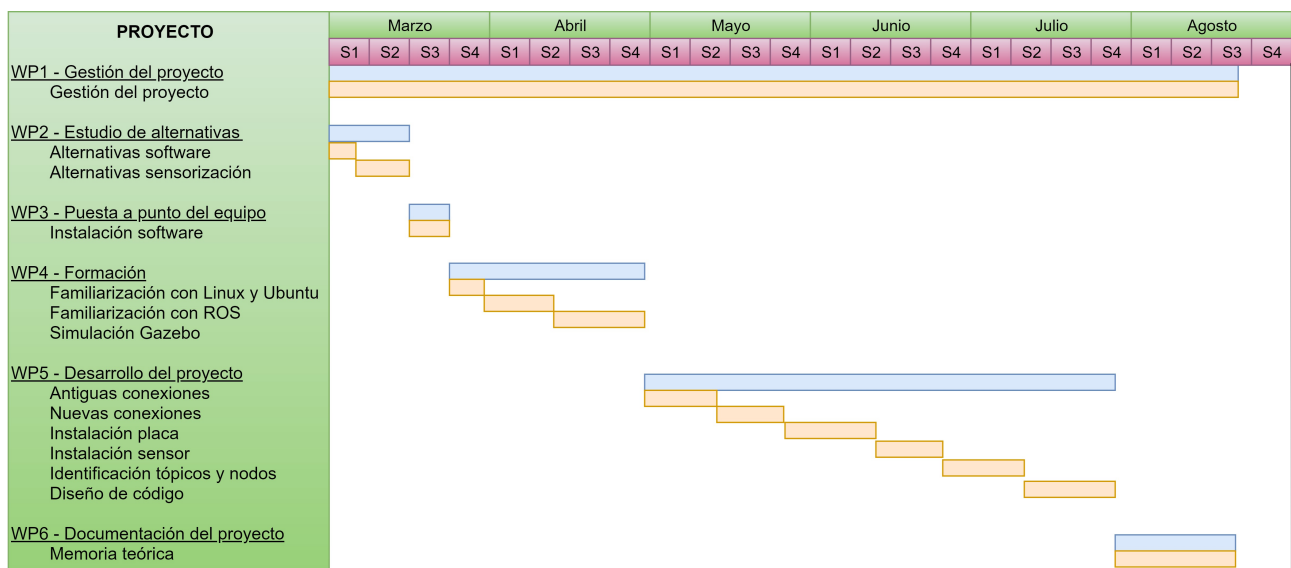 PROYECTO
Marzo Abril Mayo Junio Julio Agosto
S1 S2 S3 S4 S1 S2 S3 S4 S1 S2 S3 S4 S1 S2 S3 S4 S1 S2 S3 S4 S1 S2 S3 S4
WP1 - Gestión del proyecto
Gestión del proyecto
WP2 - Estudio de alternativas
Alternativas software
Alternativas sensorización
WP3 - Puesta a punto del equipo
Instalación software
WP4 - Formación
Familiarización con Linux y Ubuntu
Familiarización con ROS
Simulación Gazebo
WP5 - Desarrollo del proyecto
Antiguas conexiones
Nuevas conexiones
Instalación placa
Instalación sensor
Identificación tópicos y nodos
Diseño de código
WP6 - Documentación del proyecto
Memoria teórica